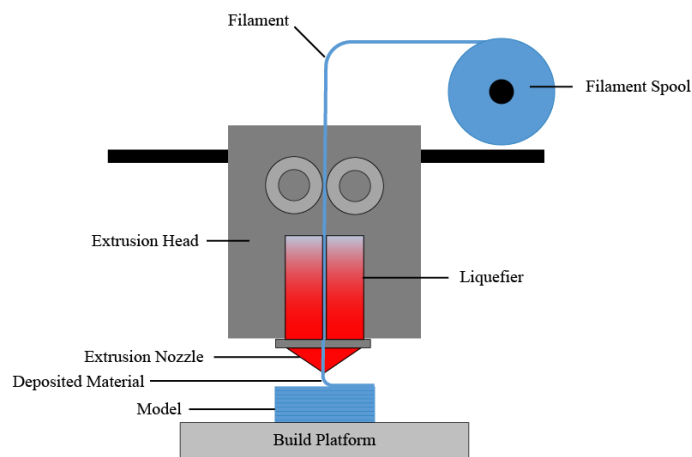 Filament
Filament Spool
Extrusion Head
Liquefier
Extrusion Nozzle
Deposited Material
Model
Build Platform